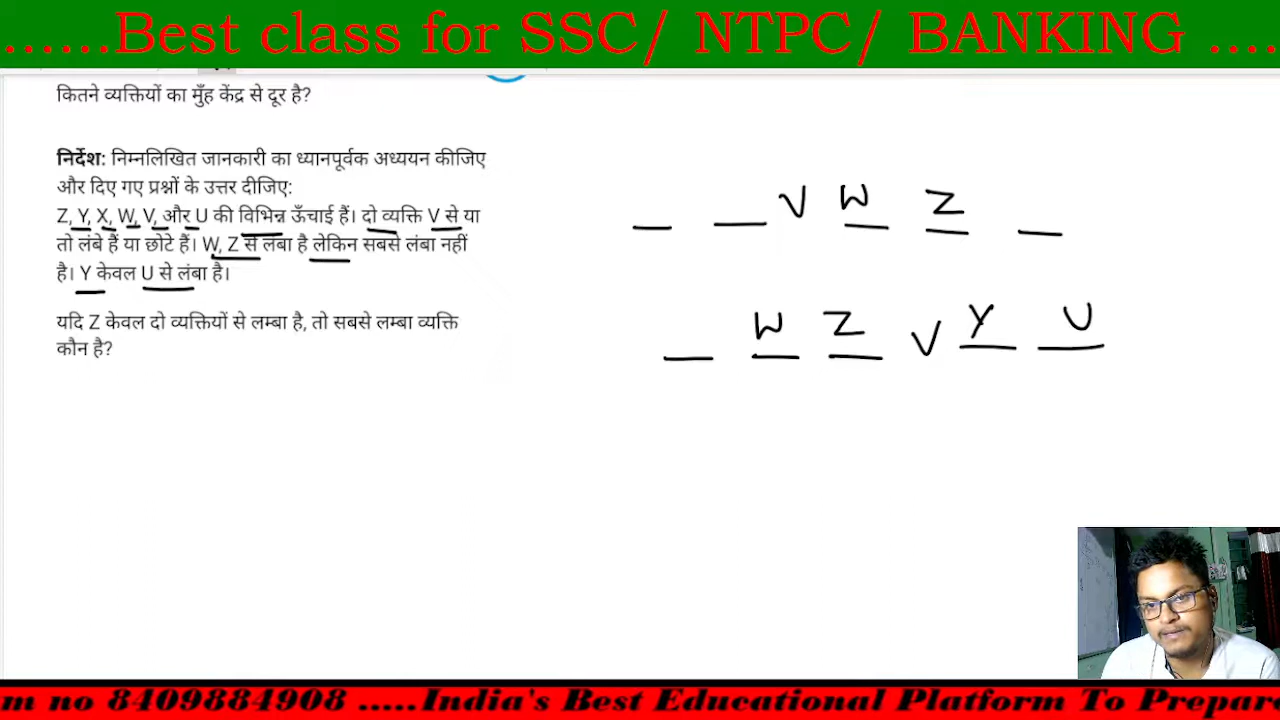 ......Best class for SSC/ NTPC/ BANKING ....
कितने व्यक्तियों का मुँह केंद्र से दूर है?
निर्देश: निम्नलिखित जानकारी का ध्यानपूर्वक अध्ययन कीजिए
और दिए गए प्रश्नों के उत्तर दीजिए:
Z, Y, X, W, V, और U की विभिन्न ऊँचाई हैं। दो व्यक्ति V से या
तो लंबे हैं या छोटे हैं। W, Z से लंबा है लेकिन सबसे लंबा नहीं
है। Y केवल U से लंबा है।
यदि Z केवल दो व्यक्तियों से लम्बा है, तो सबसे लम्बा व्यक्ति
कौन है?
V W Z
W Z V Y U
m no 8409884908 .....India's Best Educational Platform To Prepare